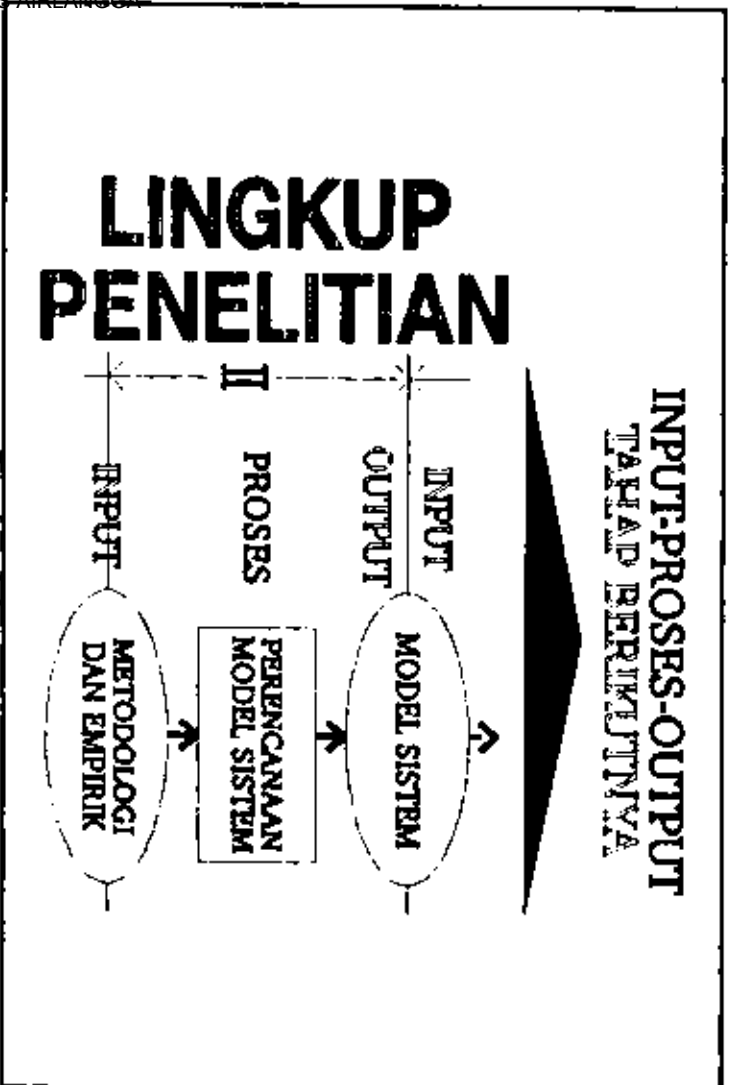 AIRLANGGA
LINGKUP
PENELITIAN
II
INPUT
PROSES
OUTPUT
INPUT
METODOLOGI
DAN EMPIRIK
PERENCANAAN
MODEL SISTEM
MODEL SISTEM
INPUT-PROSES-OUTPUT
TAHAP BERIKUTNYA